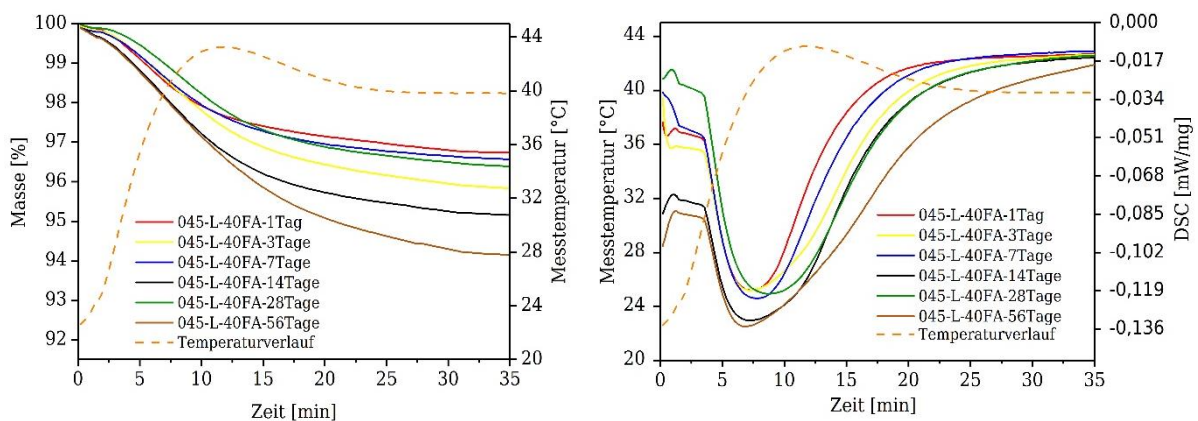 100
99
98
97
96
95
94
93
92
Masse [%]
045-L-40FA-1Tag
045-L-40FA-3Tage
045-L-40FA-7Tage
045-L-40FA-14Tage
045-L-40FA-28Tage
045-L-40FA-56Tage
Temperaturverlauf
0 5 10 15 20 25 30 35
Zeit [min]
44
40
36
32
28
24
20
Messtemperatur [°C]
44
40
36
32
28
24
20
Messtemperatur [°C]
045-L-40FA-1Tag
045-L-40FA-3Tage
045-L-40FA-7Tage
045-L-40FA-14Tage
045-L-40FA-28Tage
045-L-40FA-56Tage
Temperaturverlauf
0 5 10 15 20 25 30 35
Zeit [min]
0,000
-0,017
-0,034
-0,051
-0,068
-0,085
-0,102
-0,119
-0,136
DSC [mW/mg]